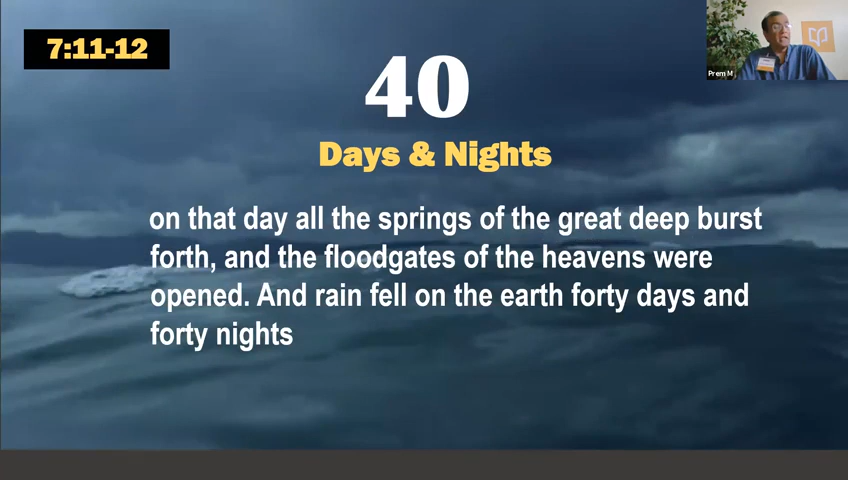 7:11-12
40
Days & Nights
on that day all the springs of the great deep burst
forth, and the floodgates of the heavens were
opened. And rain fell on the earth forty days and
forty nights
Prem M